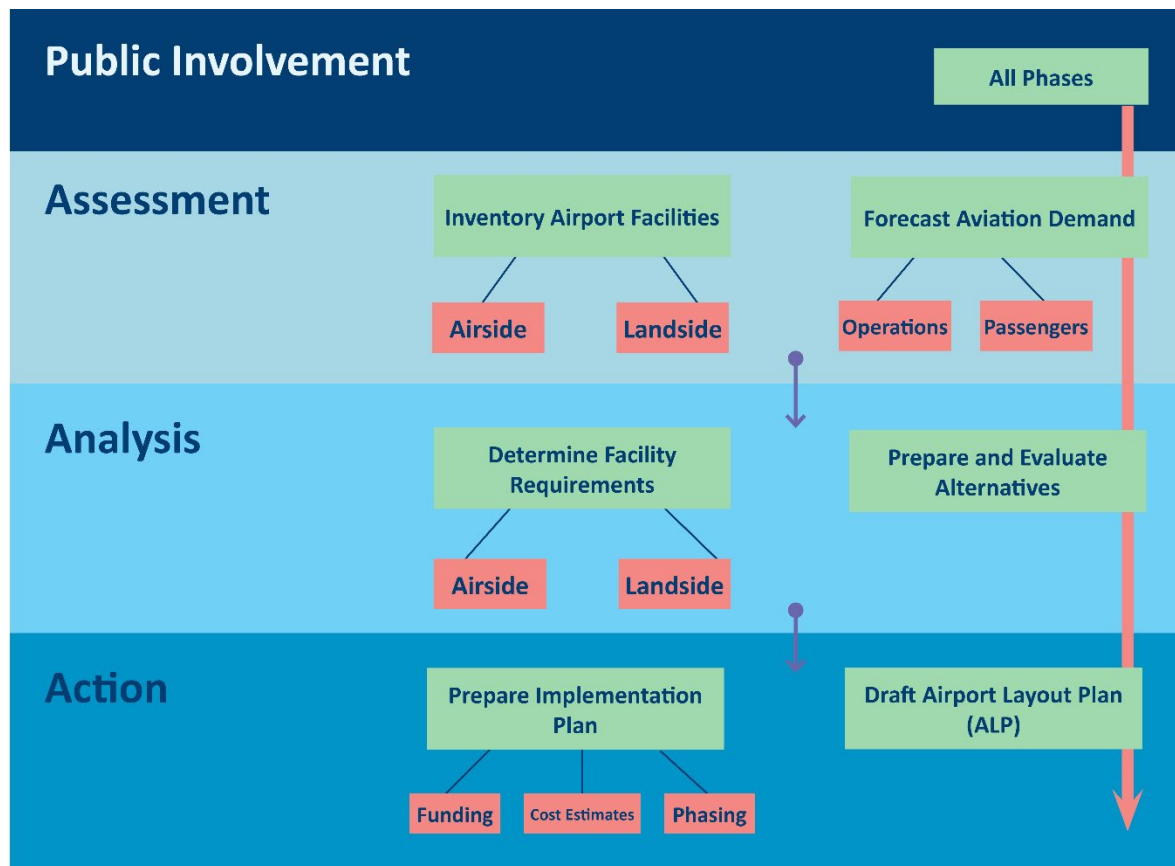 Public Involvement
All Phases
Assessment
Inventory Airport Facilities
Forecast Aviation Demand
Airside
Landside
Operations
Passengers
Analysis
Determine Facility
Requirements
Prepare and Evaluate
Alternatives
Airside
Landside
Action
Prepare Implementation
Plan
Draft Airport Layout Plan
(ALP)
Funding
Cost Estimates
Phasing